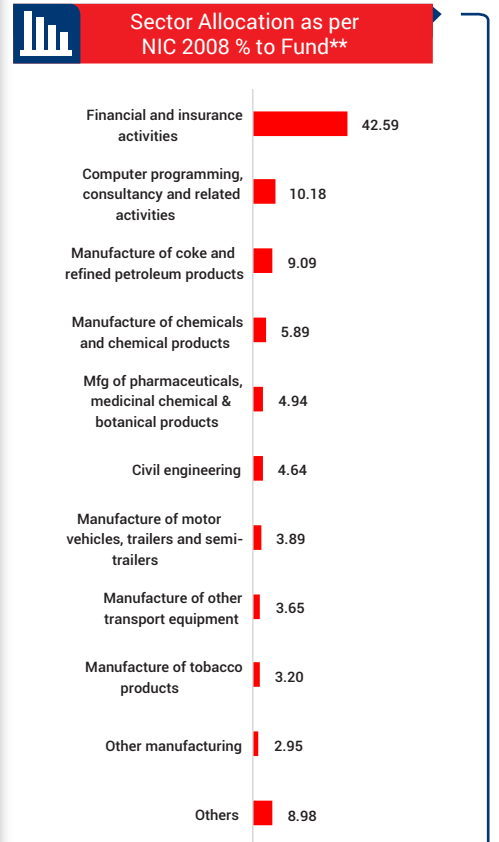 Sector Allocation as per
NIC 2008 % to Fund**
Financial and insurance
activities
42.59
Computer programming,
consultancy and related
activities
10.18
Manufacture of coke and
refined petroleum products
9.09
Manufacture of chemicals
and chemical products
5.89
Mfg of pharmaceuticals,
medicinal chemical &
botanical products
4.94
Civil engineering
4.64
Manufacture of motor
vehicles, trailers and semi-
trailers
3.89
Manufacture of other
transport equipment
3.65
Manufacture of tobacco
products
3.20
Other manufacturing
2.95
Others
8.98